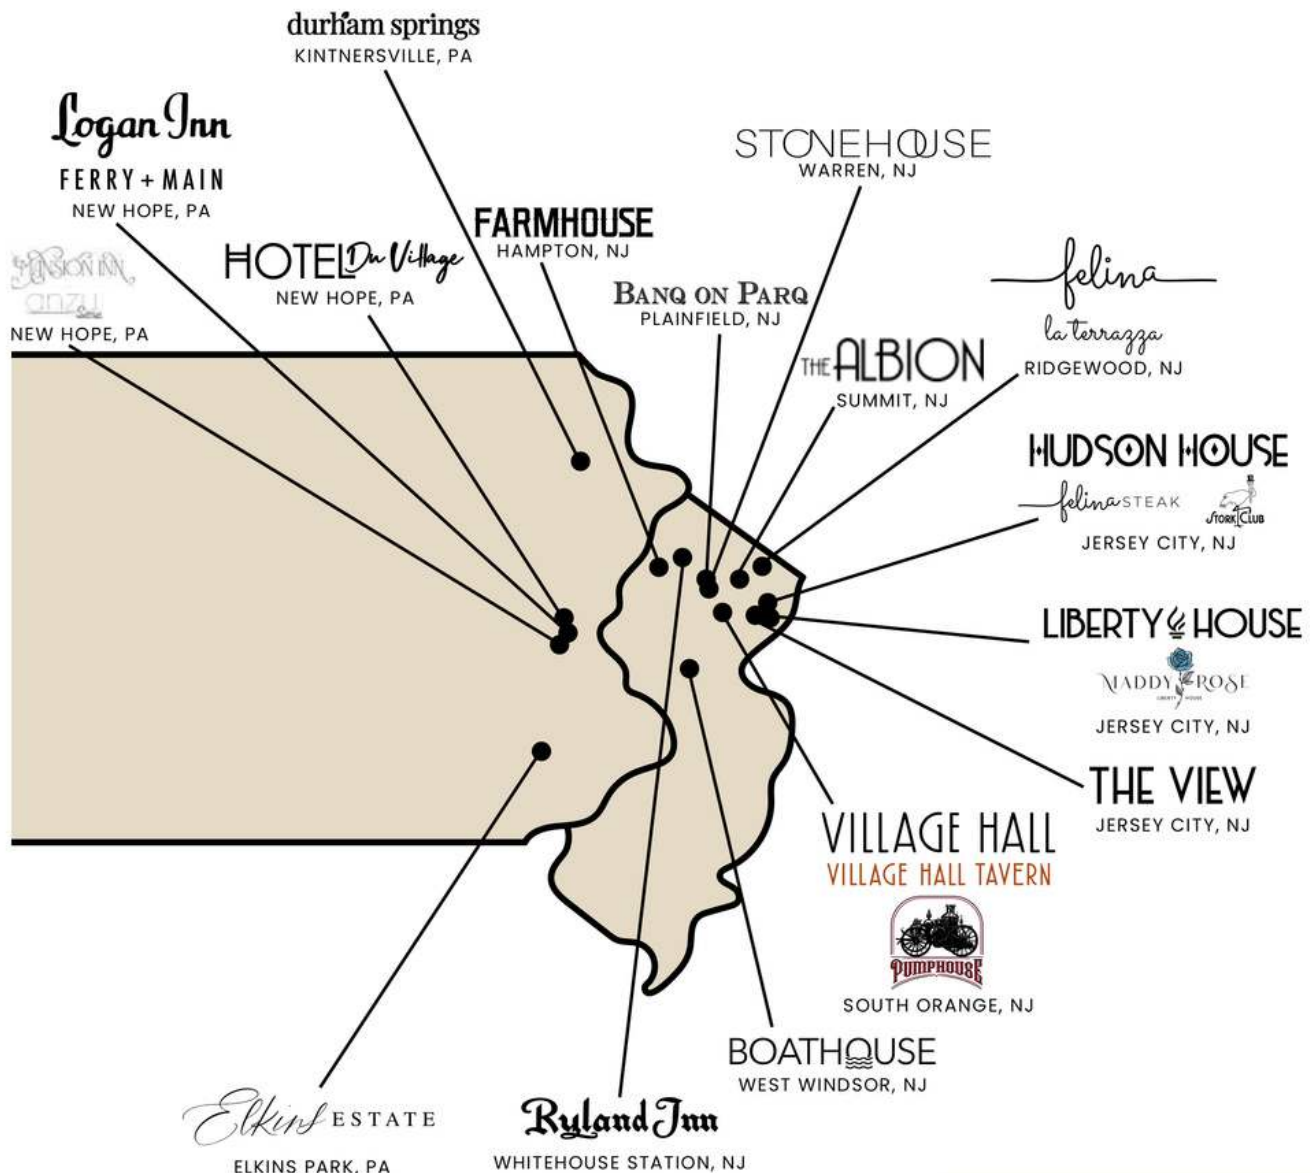 durham springs
KINTNERSVILLE, PA
Logan Inn
FERRY + MAIN
NEW HOPE, PA
MANSION INN
anzu
NEW HOPE, PA
HOTEL Du Village
NEW HOPE, PA
FARMHOUSE
HAMPTON, NJ
BANQ ON PARQ
PLAINFIELD, NJ
STONEHOUSE
WARREN, NJ
THE ALBION
SUMMIT, NJ
felina
la terrazza
RIDGEWOOD, NJ
HUDSON HOUSE
felina STEAK
STORK CLUB
JERSEY CITY, NJ
LIBERTY HOUSE
MADDY ROSE
LIBERTY HOUSE
JERSEY CITY, NJ
THE VIEW
JERSEY CITY, NJ
VILLAGE HALL
VILLAGE HALL TAVERN
PUMPHOUSE
SOUTH ORANGE, NJ
BOATHOUSE
WEST WINDSOR, NJ
Ryland Inn
WHITEHOUSE STATION, NJ
Elkins ESTATE
ELKINS PARK, PA